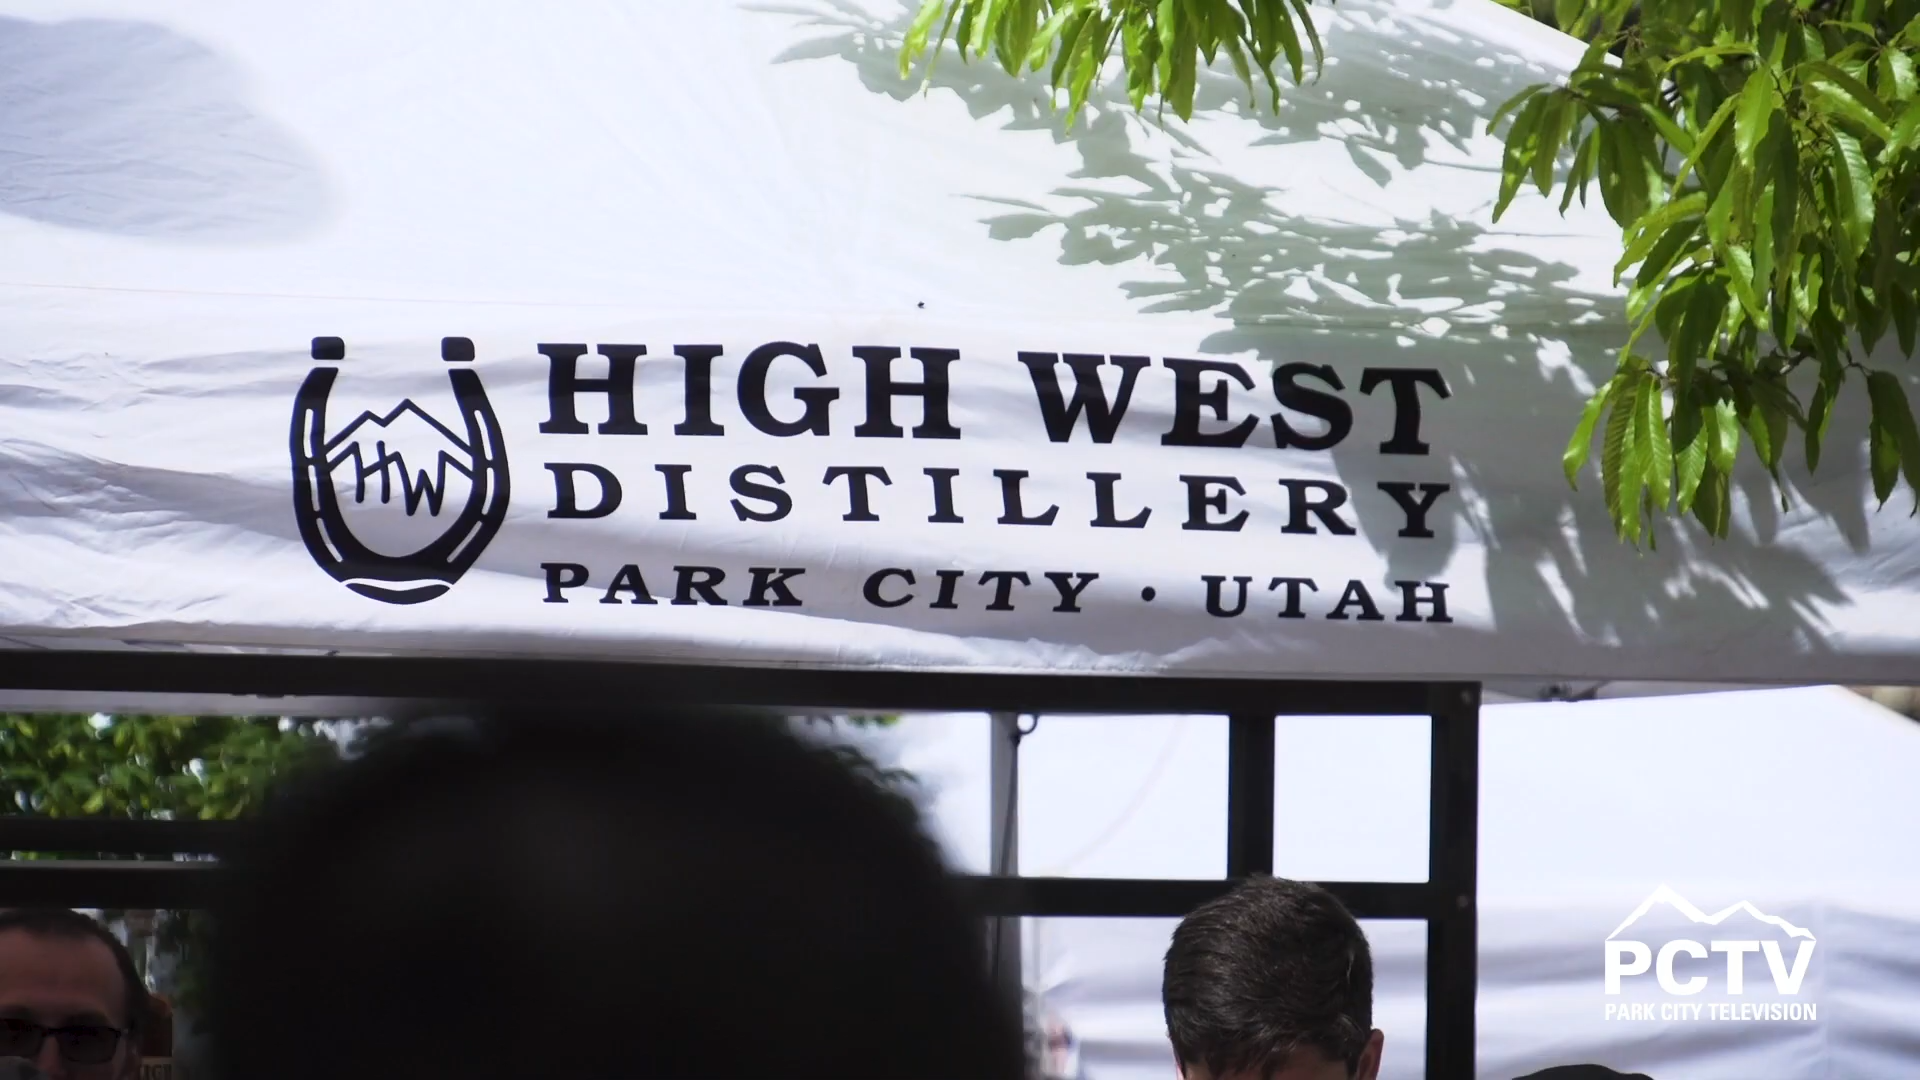 HIGH WEST
DISTILLERY
PARK CITY • UTAH
HW
PCTV
PARK CITY TELEVISION